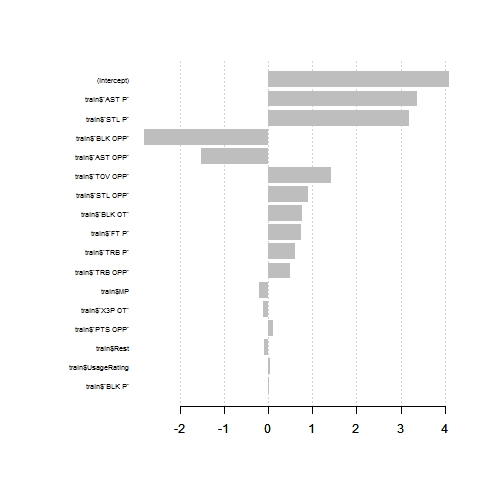 (Intercept)
train$`AST P`
train$`STL P`
train$`BLK OPP`
train$`AST OPP`
train$`TOV OPP`
train$`STL OPP`
train$`BLK OT`
train$`FT P`
train$`TRB P`
train$`TRB OPP`
train$MP
train$`X3P OT`
train$`PTS OPP`
train$Rest
train$UsageRating
train$`BLK P`
-2 -1 0 1 2 3 4